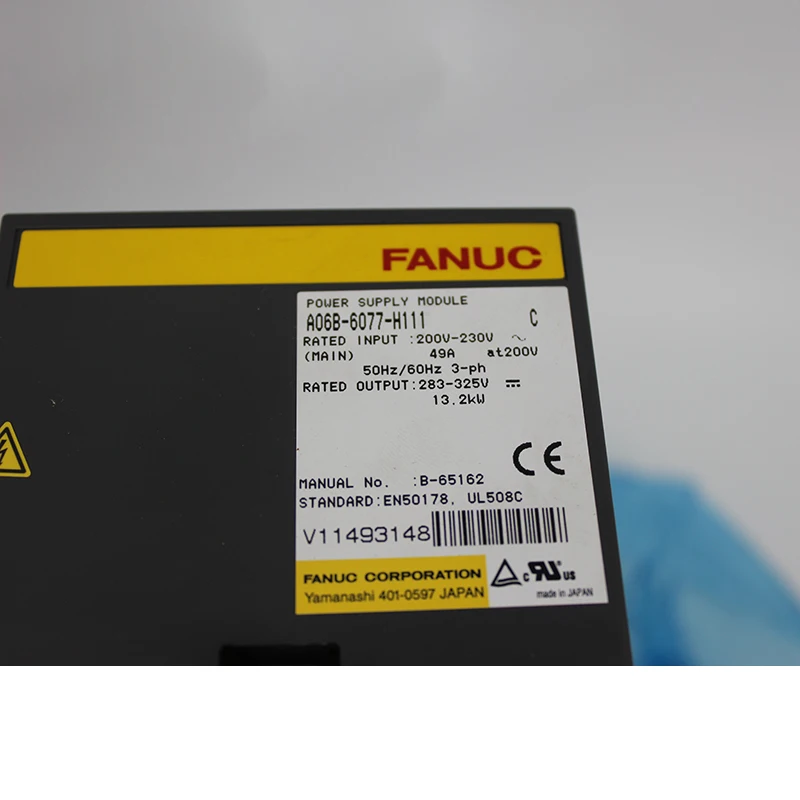 FANUC
POWER SUPPLY MODULE
A06B-6077-H111 C
RATED INPUT :200V-230V ~
(MAIN) 49A at200V
50Hz/60Hz 3-ph
RATED OUTPUT:283-325V ⎓
13.2kW
CE
MANUAL No. :B-65162
STANDARD:EN50178, UL508C
V11493148
FANUC CORPORATION
Yamanashi 401-0597 JAPAN
c RU us
made in JAPAN